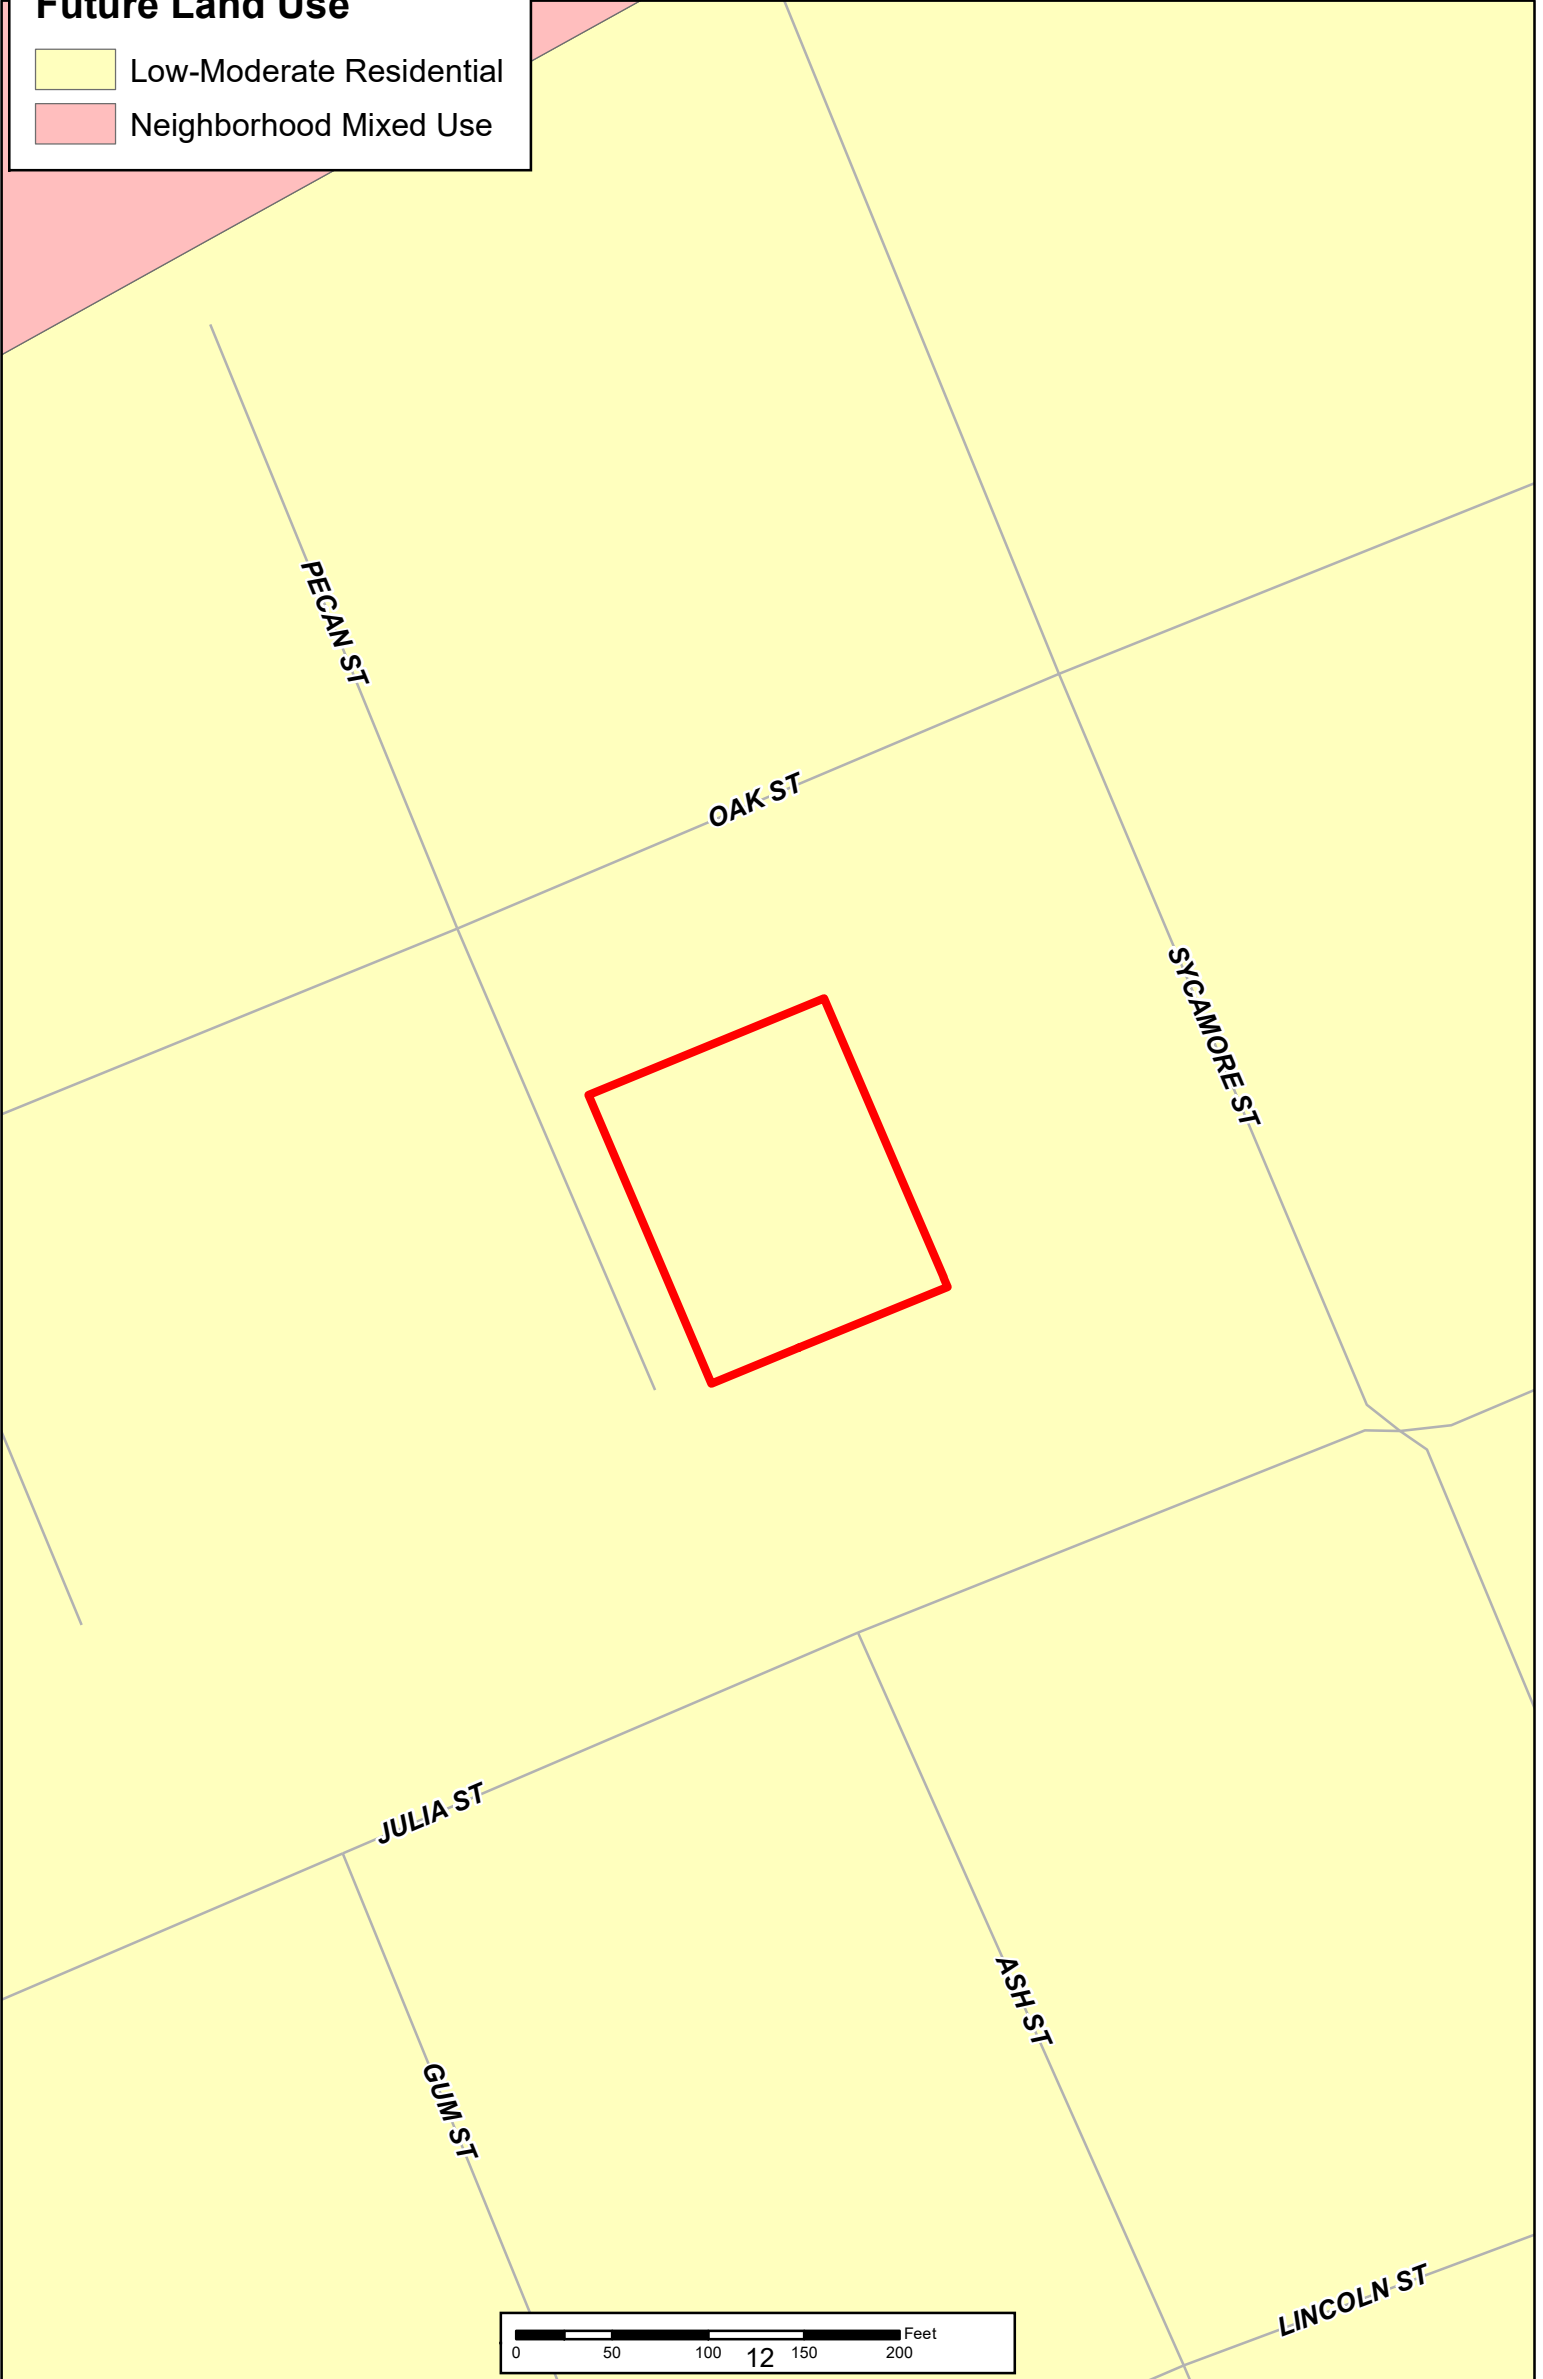 Future Land Use
Low-Moderate Residential
Neighborhood Mixed Use
PECAN ST
OAK ST
SYCAMORE ST
JULIA ST
ASH ST
GUM ST
LINCOLN ST
Feet
0 50 100 150 200
12